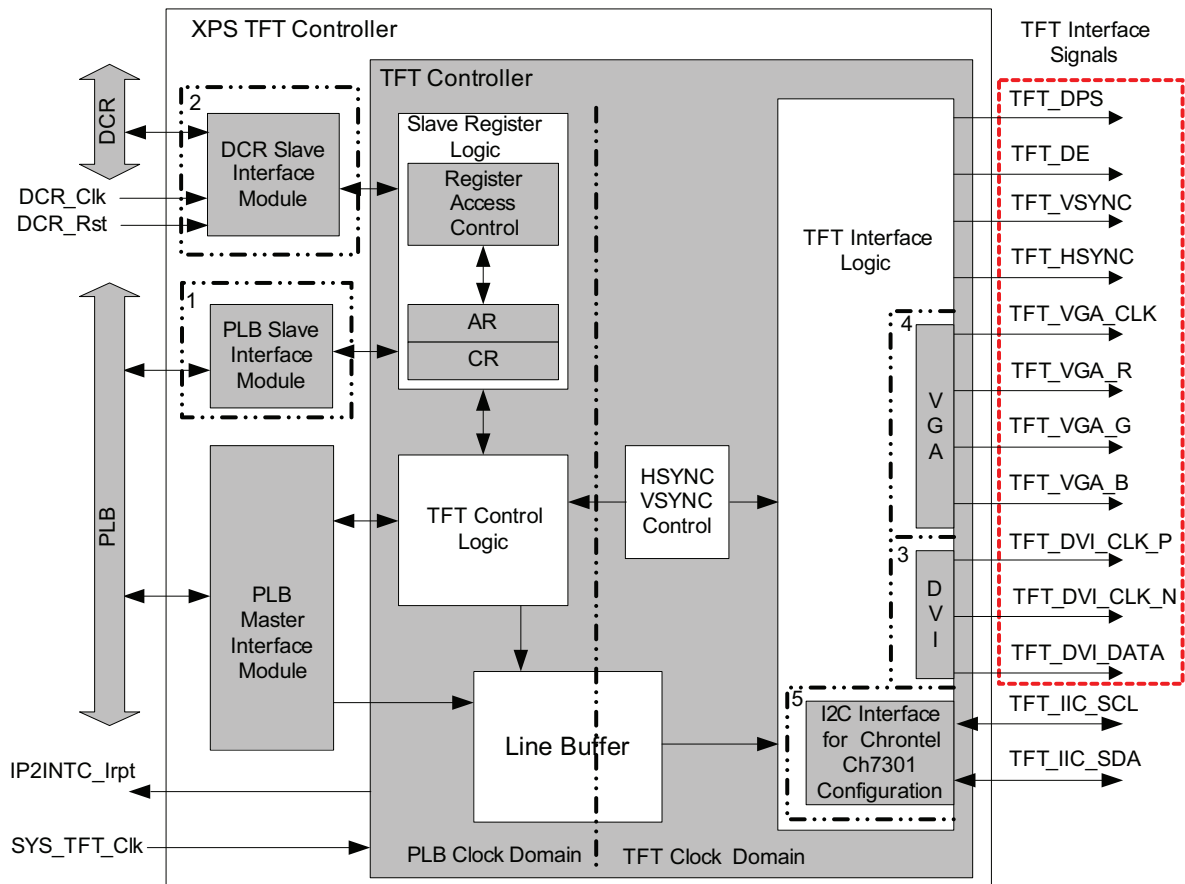 XPS TFT Controller
TFT Interface
Signals
TFT Controller
DCR
2
DCR Slave
Interface
Module
DCR_Clk
DCR_Rst
Slave Register
Logic
Register
Access
Control
AR
CR
1
PLB Slave
Interface
Module
PLB
PLB
Master
Interface
Module
TFT Control
Logic
HSYNC
VSYNC
Control
Line Buffer
TFT Interface
Logic
4
V
G
A
3
D
V
I
5
I2C Interface
for Chrontel
Ch7301
Configuration
TFT_DPS
TFT_DE
TFT_VSYNC
TFT_HSYNC
TFT_VGA_CLK
TFT_VGA_R
TFT_VGA_G
TFT_VGA_B
TFT_DVI_CLK_P
TFT_DVI_CLK_N
TFT_DVI_DATA
TFT_IIC_SCL
TFT_IIC_SDA
IP2INTC_Irpt
SYS_TFT_Clk
PLB Clock Domain
TFT Clock Domain